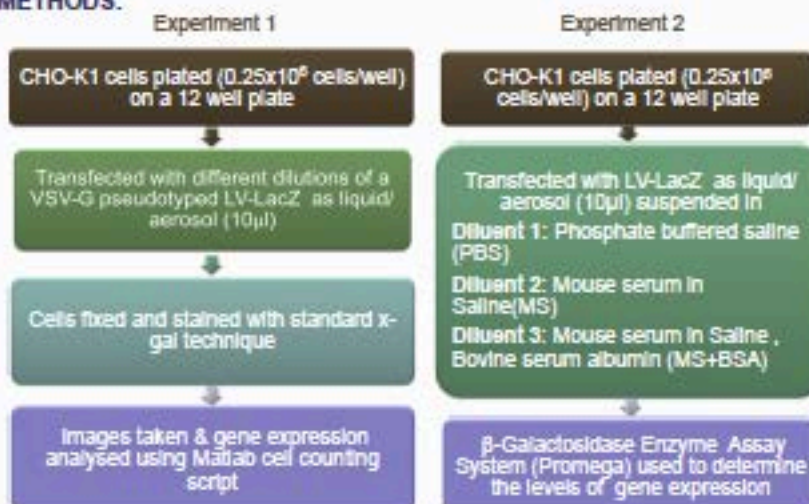 METHODS:
Experiment 1
CHO-K1 cells plated (0.25x10⁶ cells/well)
on a 12 well plate
Transfected with different dilutions of a
VSV-G pseudotyped LV-LacZ as liquid/
aerosol (10µl)
Cells fixed and stained with standard x-
gal technique
Images taken & gene expression
analysed using Matlab cell counting
script
Experiment 2
CHO-K1 cells plated (0.25x10⁶
cells/well) on a 12 well plate
Transfected with LV-LacZ as liquid/
aerosol (10µl) suspended in
Diluent 1: Phosphate buffered saline
(PBS)
Diluent 2: Mouse serum in
Saline(MS)
Diluent 3: Mouse serum in Saline ,
Bovine serum albumin (MS+BSA)
β-Galactosidase Enzyme Assay
System (Promega) used to determine
the levels of gene expression